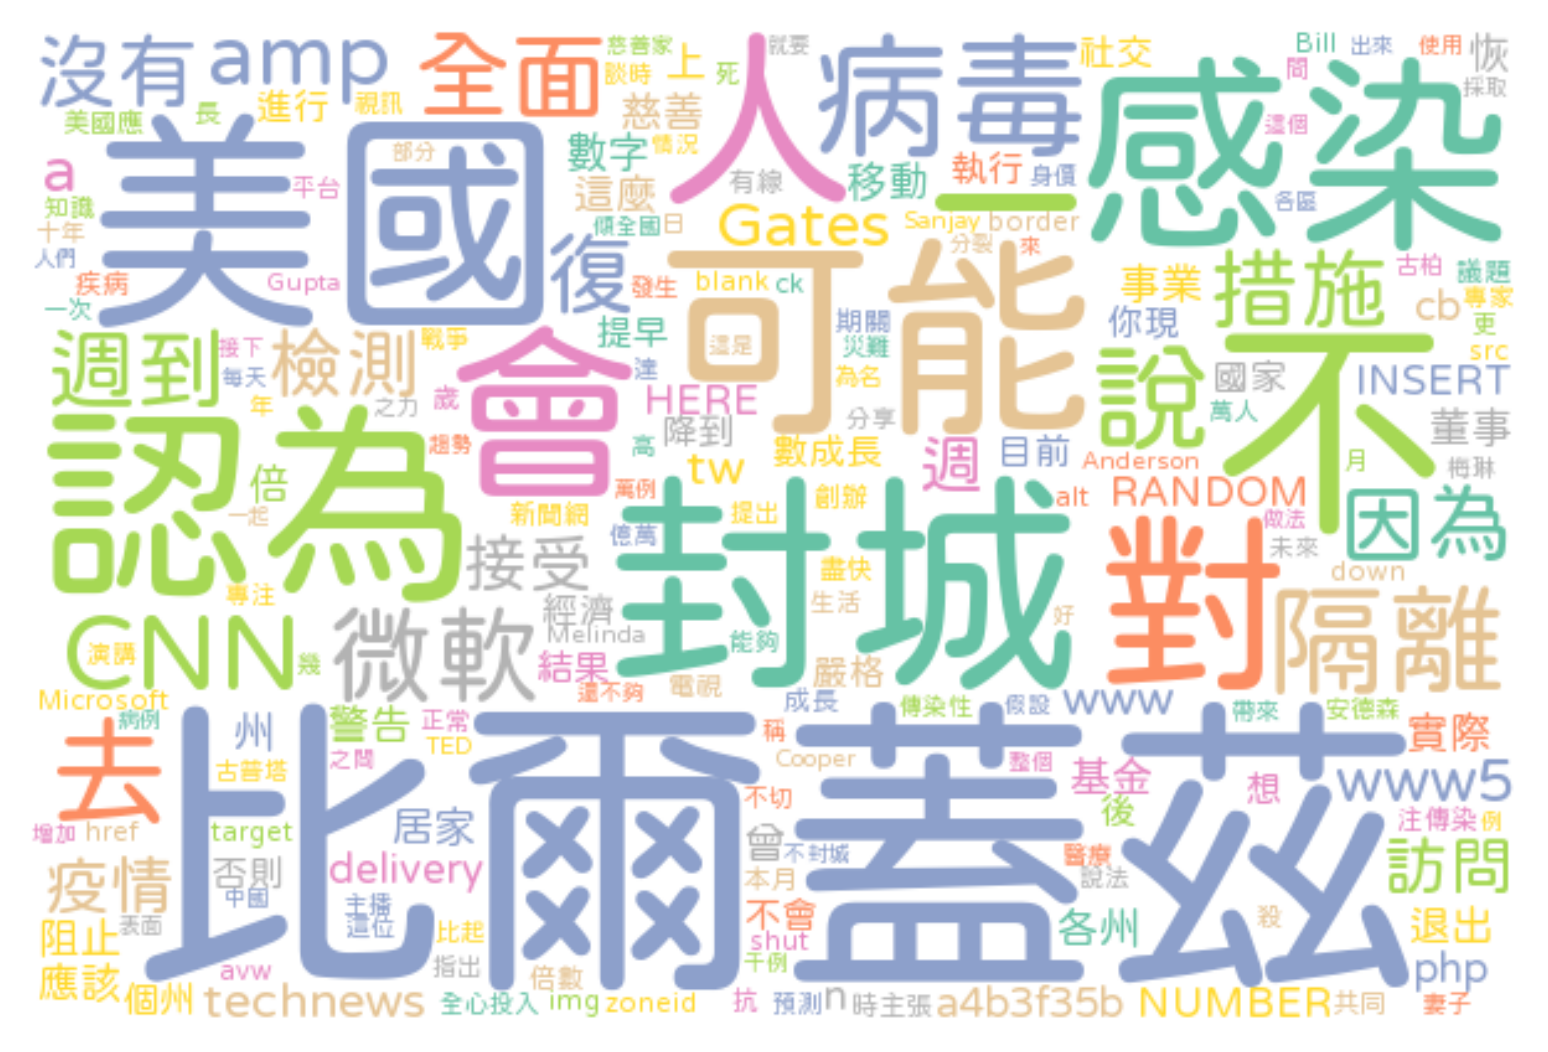 沒有
amp
全面
慈善家
就要
人
病毒
社交
Bill
出來
使用
恢
談時
上
死
間
採取
美國應
長
進行
視訊
慈善
感染
這個
美國
部分
數字
情況
a
平台
這麼
有線
移動
執行
身價
知識
十年
傾全國
日
Gates
Sanjay
border
一
各區
人們
復
分裂
來
疾病
Gupta
發生
blank
ck
可能
事業
措施
古柏
議題
cb
專家
更
一次
提早
期關
你現
週到
接下
檢測
戰爭
會
這是
災難
說
不
src
每天
達
為名
國家
INSERT
年
之力
歲
HERE
分享
萬人
董事
認為
趨勢
高
降到
數成長
週
目前
Anderson
月
梅琳
倍
tw
萬例
alt
RANDOM
因為
一起
新聞網
封城
提出
創辦
做法
接受
億萬
盡快
對
未來
down
專注
經濟
生活
隔離
CNN
演講
幾
微軟
Melinda
能夠
好
結果
嚴格
Microsoft
還不夠
電視
成長
傳染性
假設
www
帶來
安德森
病例
州
警告
正常
稱
實際
去
古普塔
之間
TED
Cooper
整個
基金
想
www5
比爾蓋茲
不切
後
增加
href
target
居家
曾
不封城
注傳染
例
疫情
否則
delivery
本月
醫療
說法
訪問
中國
主播
這位
不會
殺
阻止
表面
比起
shut
各州
退出
應該
avw
指出
千例
php
個州
technews
全心投入
倍數
img
zoneid
抗
預測
n
時主張
a4b3f35b
NUMBER
共同
妻子